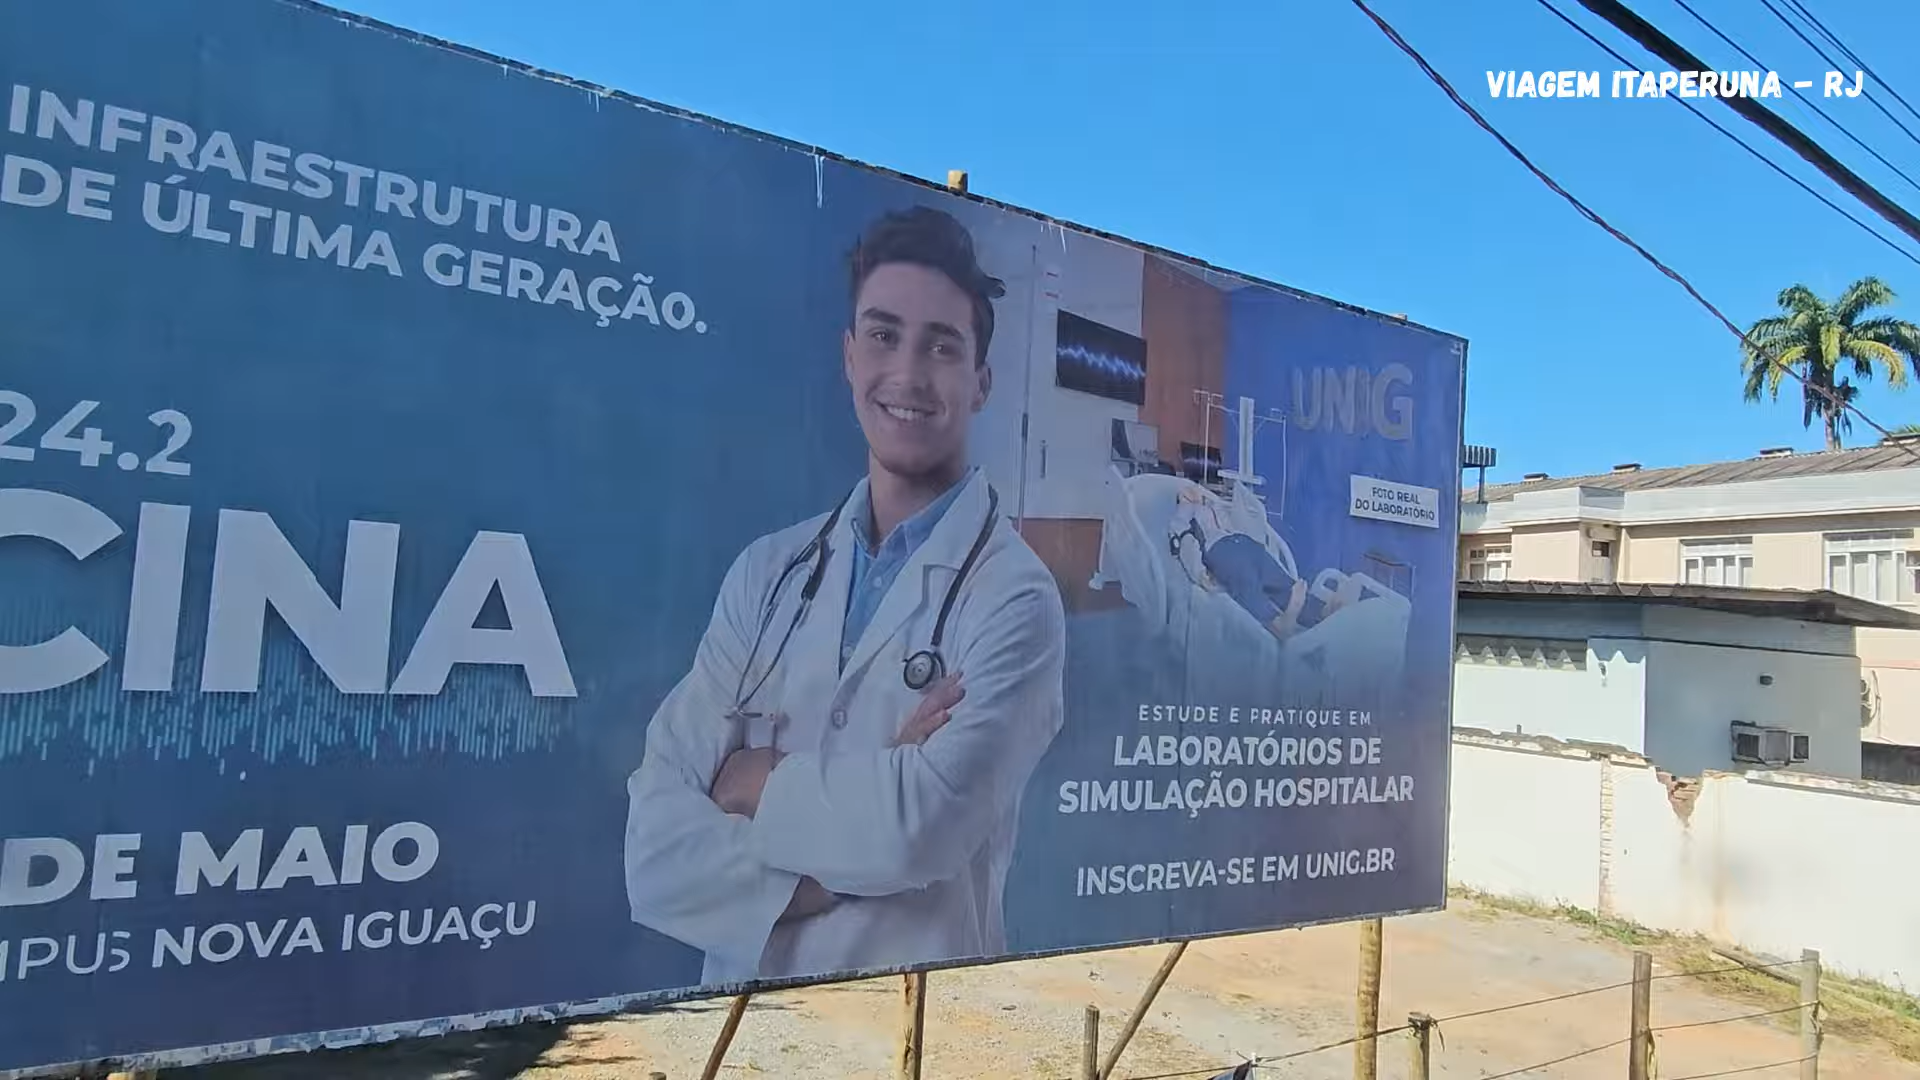 VIAGEM ITAPERUNA - RJ
INFRAESTRUTURA
DE ÚLTIMA GERAÇÃO.
24.2
CINA
DE MAIO
MPUS NOVA IGUAÇU
UNIG
FOTO REAL
DO LABORATÓRIO
ESTUDE E PRATIQUE EM
LABORATÓRIOS DE
SIMULAÇÃO HOSPITALAR
INSCREVA-SE EM UNIG.BR